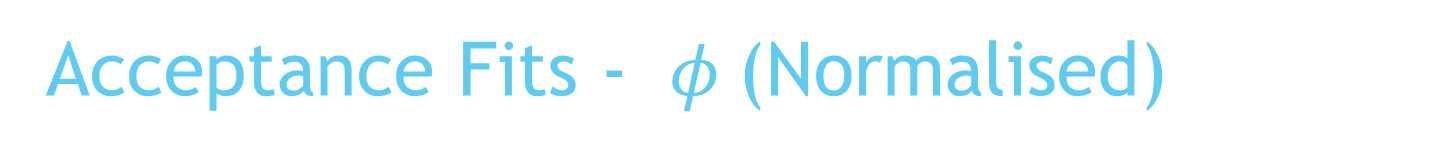 Acceptance Fits - 𝜙 (Normalised)